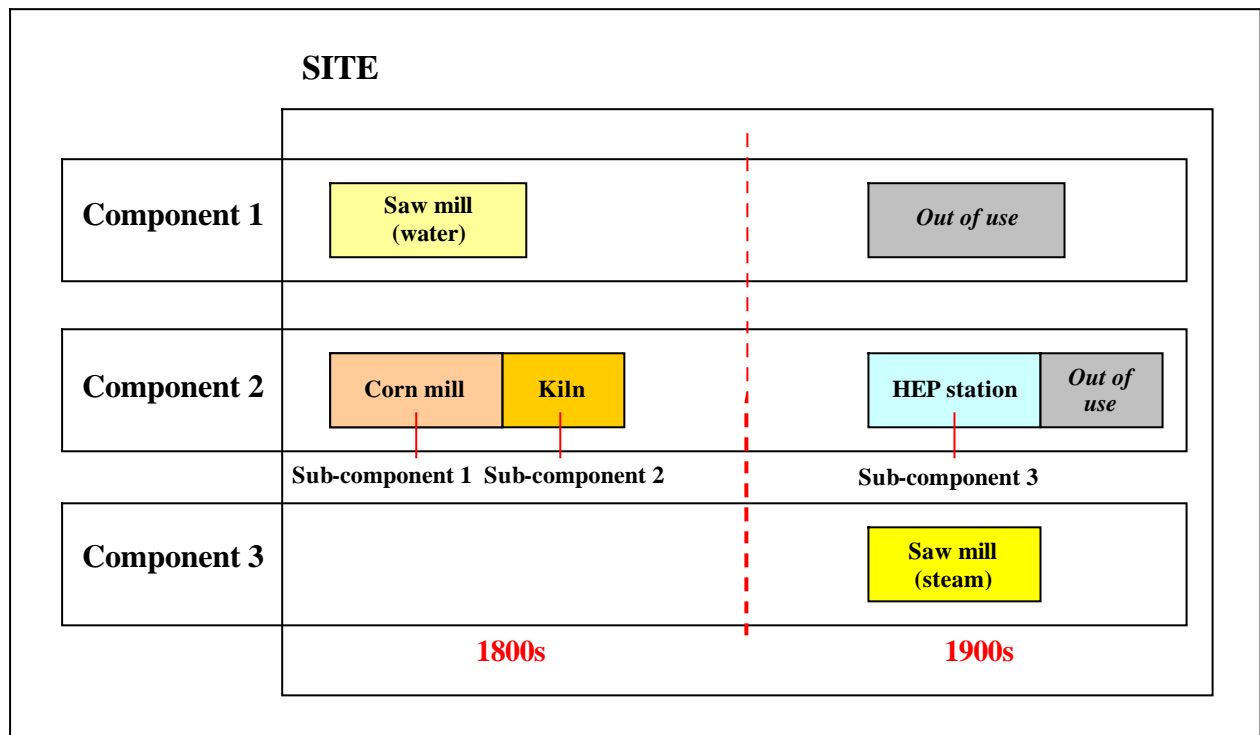 SITE
Component 1
Saw mill
(water)
Out of use
Component 2
Corn mill
Kiln
HEP station
Out of
use
Sub-component 1
Sub-component 2
Sub-component 3
Component 3
Saw mill
(steam)
1800s
1900s